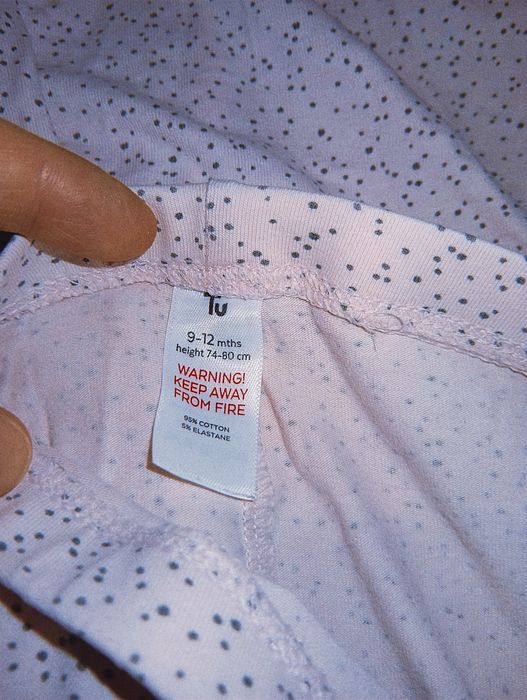 Tu
9-12 mths
height 74-80 cm
WARNING!
KEEP AWAY
FROM FIRE
95% COTTON
5% ELASTANE